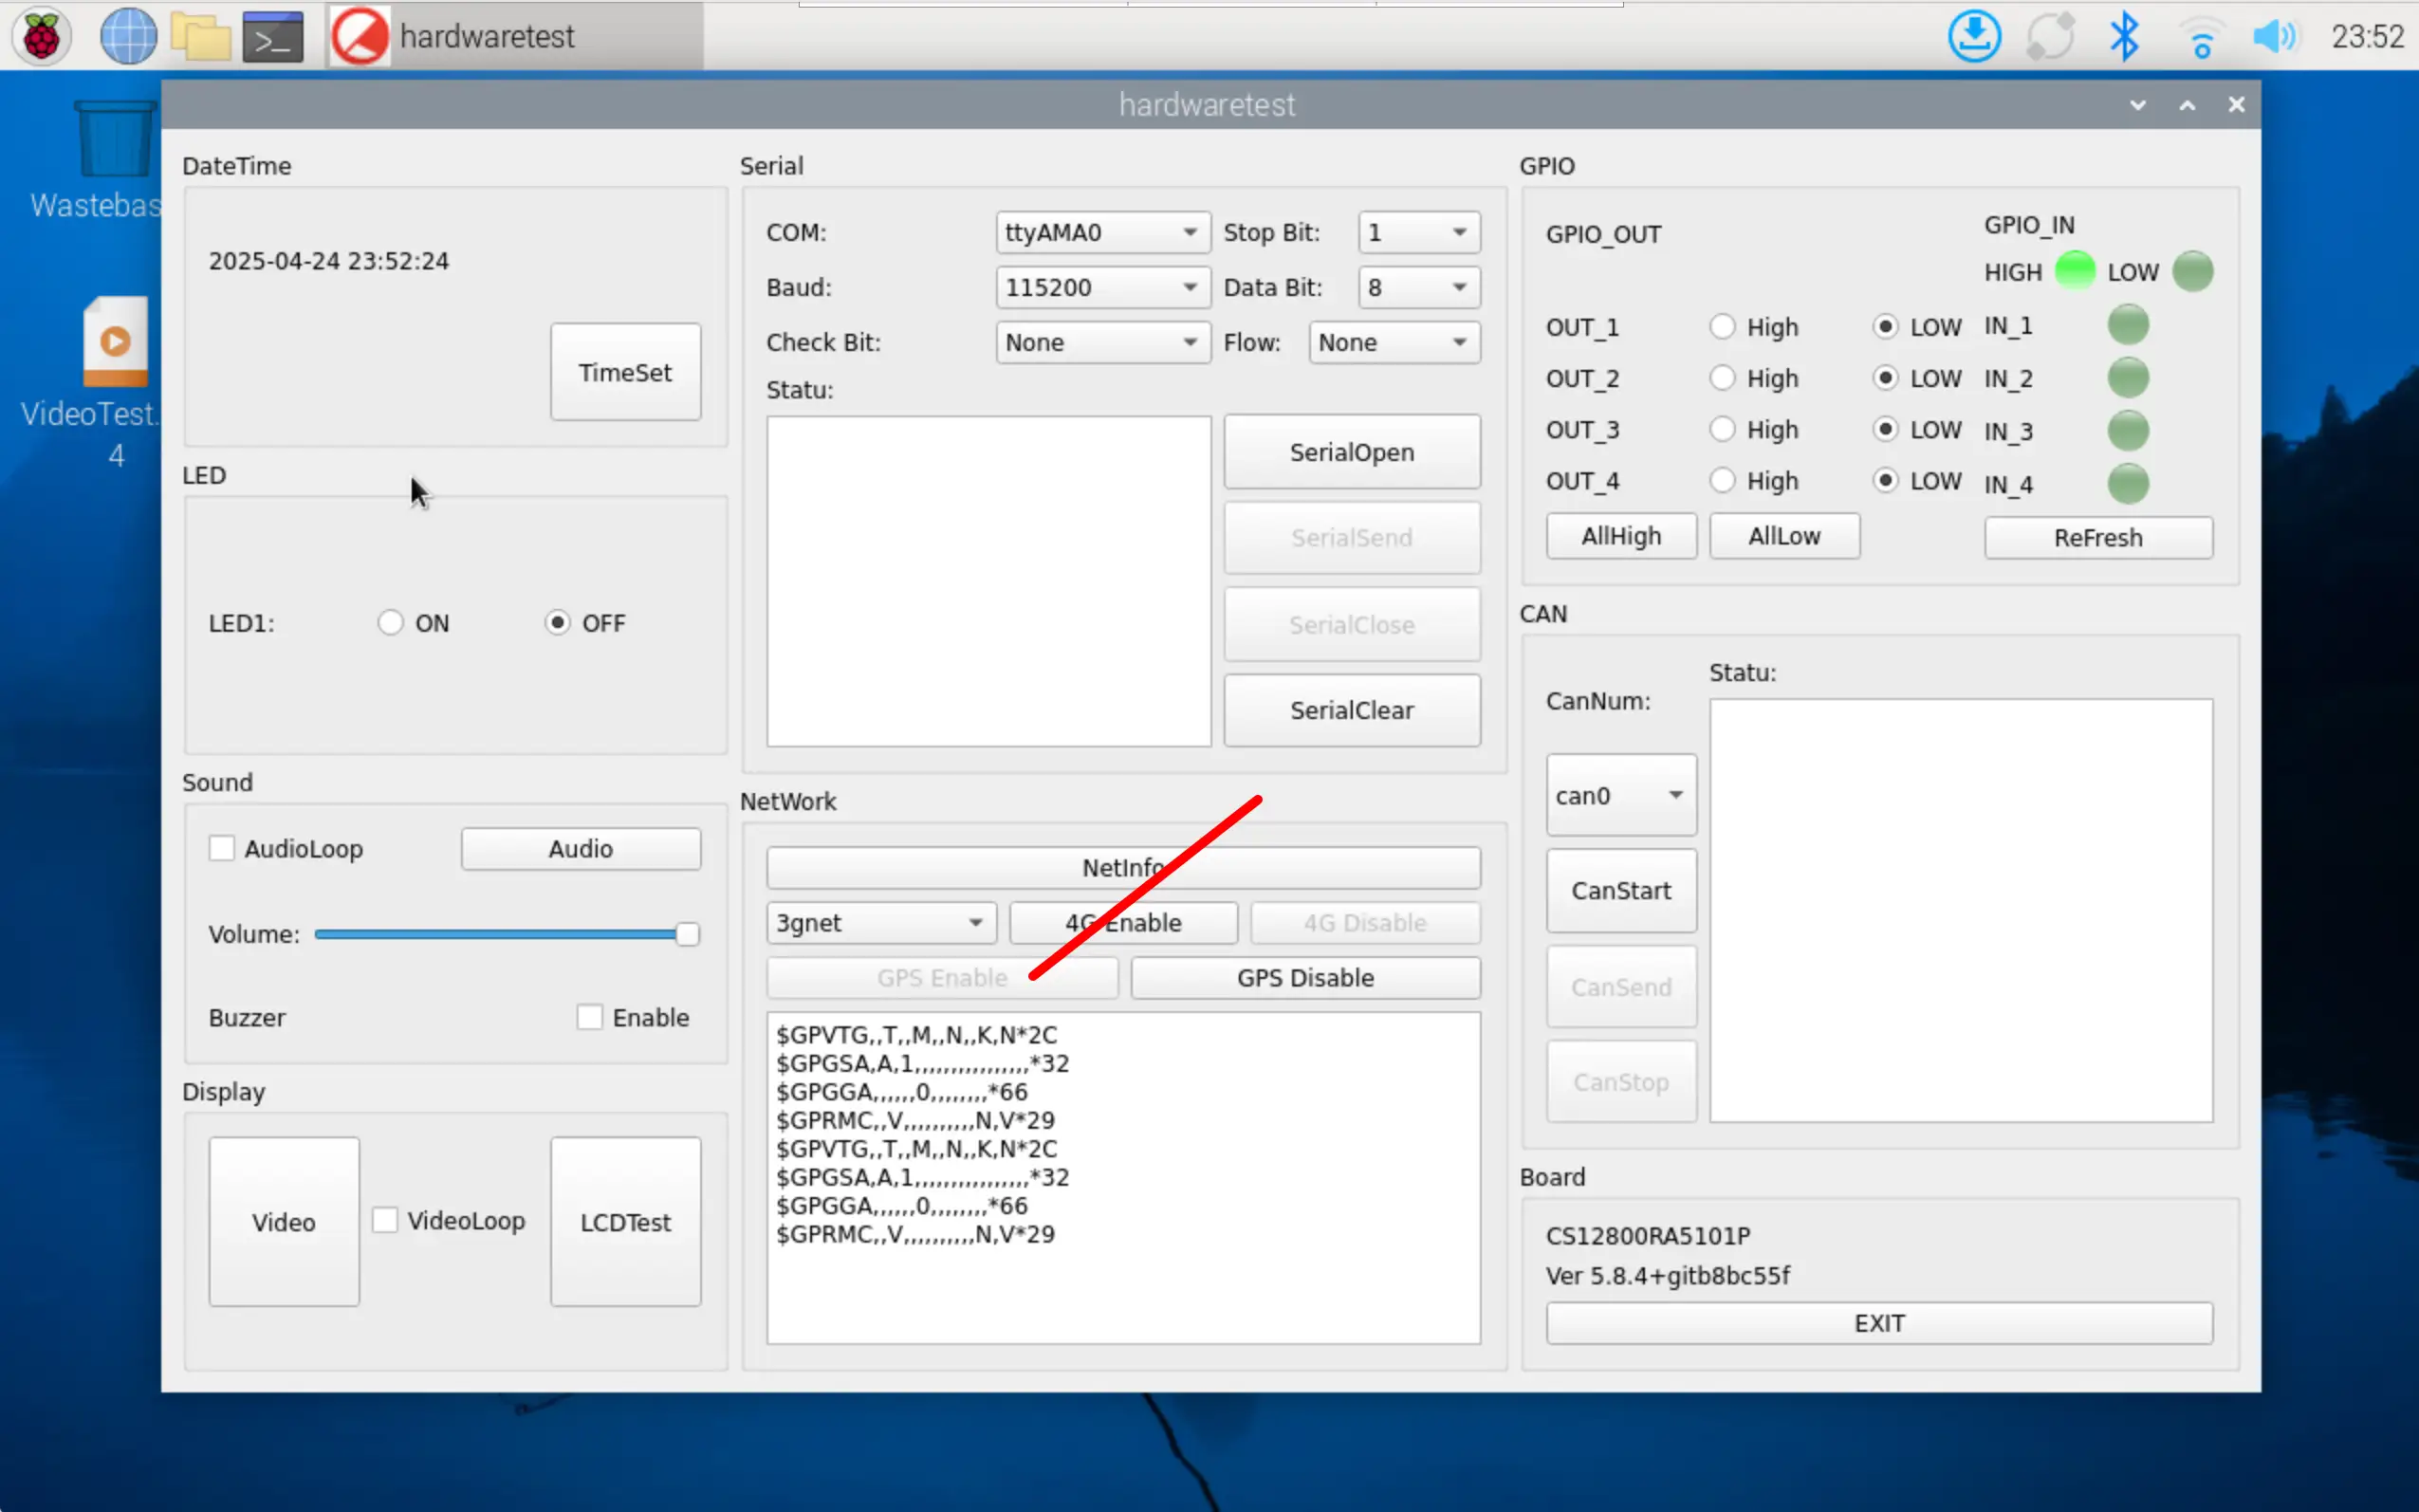 hardwaretest
23:52
hardwaretest
Wastebas
VideoTest.
4
DateTime
2025-04-24 23:52:24
TimeSet
LED
LED1: ON OFF
Sound
AudioLoop Audio
Volume:
Buzzer Enable
Display
Video VideoLoop LCDTest
Serial
COM: ttyAMA0 Stop Bit: 1
Baud: 115200 Data Bit: 8
Check Bit: None Flow: None
Statu:
SerialOpen
SerialSend
SerialClose
SerialClear
NetWork
NetInfo
3gnet 4G Enable 4G Disable
GPS Enable GPS Disable
$GPVTG,,T,,M,,N,,K,N*2C
$GPGSA,A,1,,,,,,,,,,,,,,,,*32
$GPGGA,,,,,,0,,,,,,,,*66
$GPRMC,,V,,,,,,,,,,N,V*29
$GPVTG,,T,,M,,N,,K,N*2C
$GPGSA,A,1,,,,,,,,,,,,,,,,*32
$GPGGA,,,,,,0,,,,,,,,*66
$GPRMC,,V,,,,,,,,,,N,V*29
GPIO
GPIO_OUT GPIO_IN
HIGH LOW
OUT_1 High LOW IN_1
OUT_2 High LOW IN_2
OUT_3 High LOW IN_3
OUT_4 High LOW IN_4
AllHigh AllLow ReFresh
CAN
Statu:
CanNum:
can0
CanStart
CanSend
CanStop
Board
CS12800RA5101P
Ver 5.8.4+gitb8bc55f
EXIT